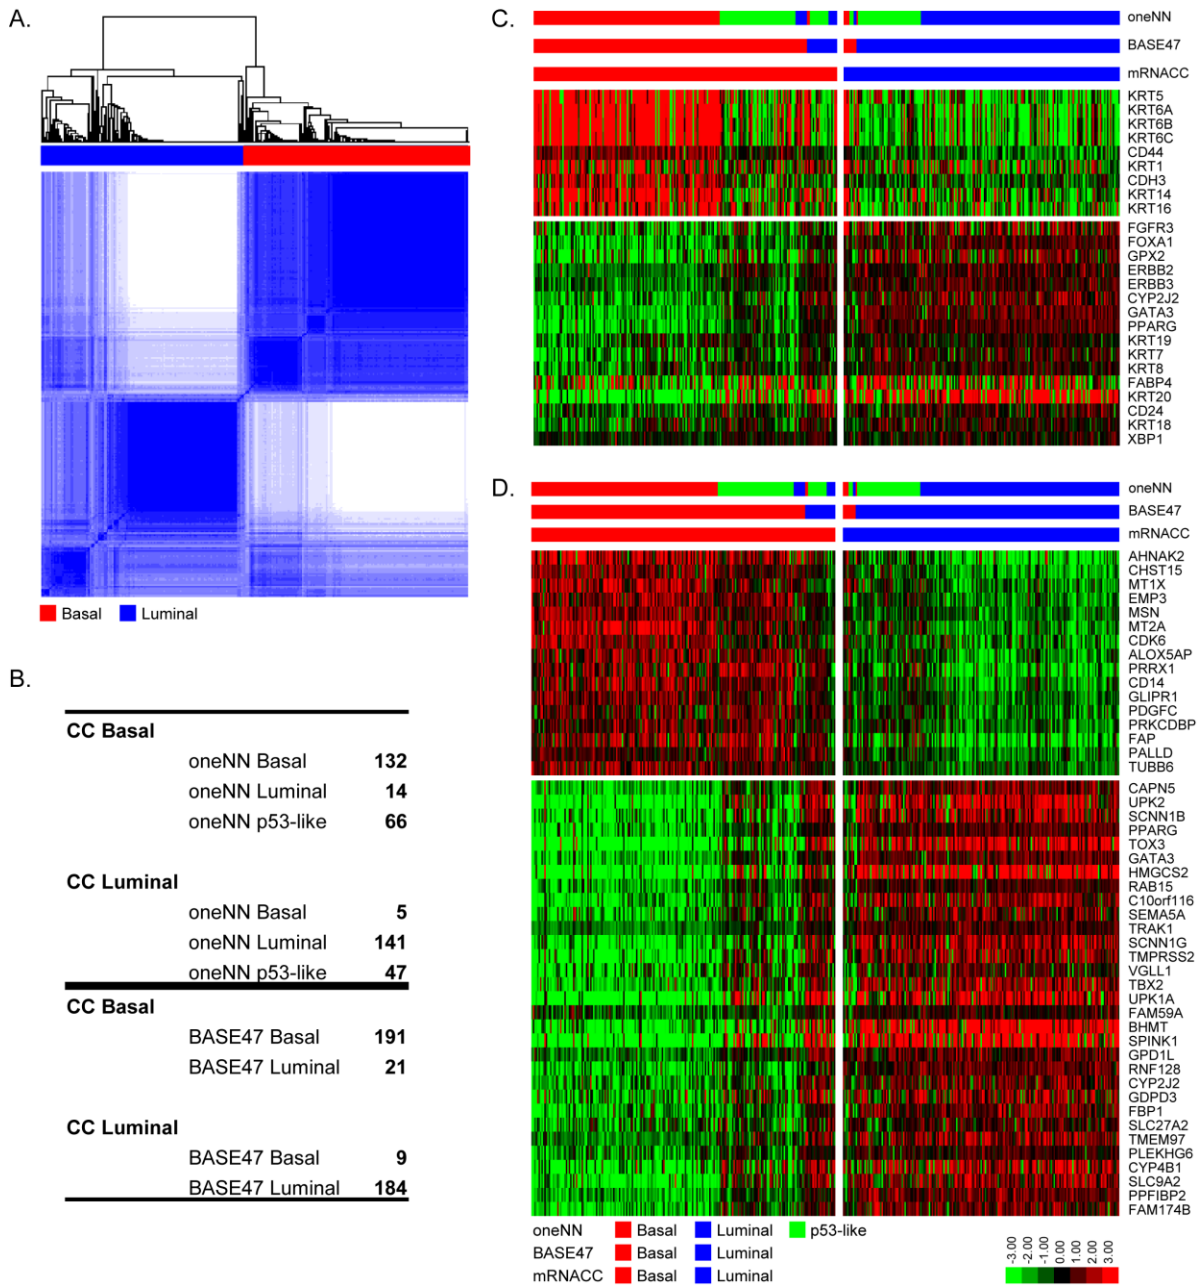 A.
Basal
Luminal
B.
CC Basal
oneNN Basal 132
oneNN Luminal 14
oneNN p53-like 66
CC Luminal
oneNN Basal 5
oneNN Luminal 141
oneNN p53-like 47
CC Basal
BASE47 Basal 191
BASE47 Luminal 21
CC Luminal
BASE47 Basal 9
BASE47 Luminal 184
C.
oneNN
BASE47
mRNACC
KRT5
KRT6A
KRT6B
KRT6C
CD44
KRT1
CDH3
KRT14
KRT16
FGFR3
FOXA1
GPX2
ERBB2
ERBB3
CYP2J2
GATA3
PPARG
KRT19
KRT7
KRT8
FABP4
KRT20
CD24
KRT18
XBP1
D.
oneNN
BASE47
mRNACC
AHNAK2
CHST15
MT1X
EMP3
MSN
MT2A
CDK6
ALOX5AP
PRRX1
CD14
GLIPR1
PDGFC
PRKCDBP
FAP
PALLD
TUBB6
CAPN5
UPK2
SCNN1B
PPARG
TOX3
GATA3
HMGCS2
RAB15
C10orf116
SEMA5A
TRAK1
SCNN1G
TMPRSS2
VGLL1
TBX2
UPK1A
FAM59A
BHMT
SPINK1
GPD1L
RNF128
CYP2J2
GDPD3
FBP1
SLC27A2
TMEM97
PLEKHG6
CYP4B1
SLC9A2
PPFIBP2
FAM174B
oneNN Basal Luminal p53-like
BASE47 Basal Luminal
mRNACC Basal Luminal
-3.00 -2.00 -1.00 0.00 1.00 2.00 3.00